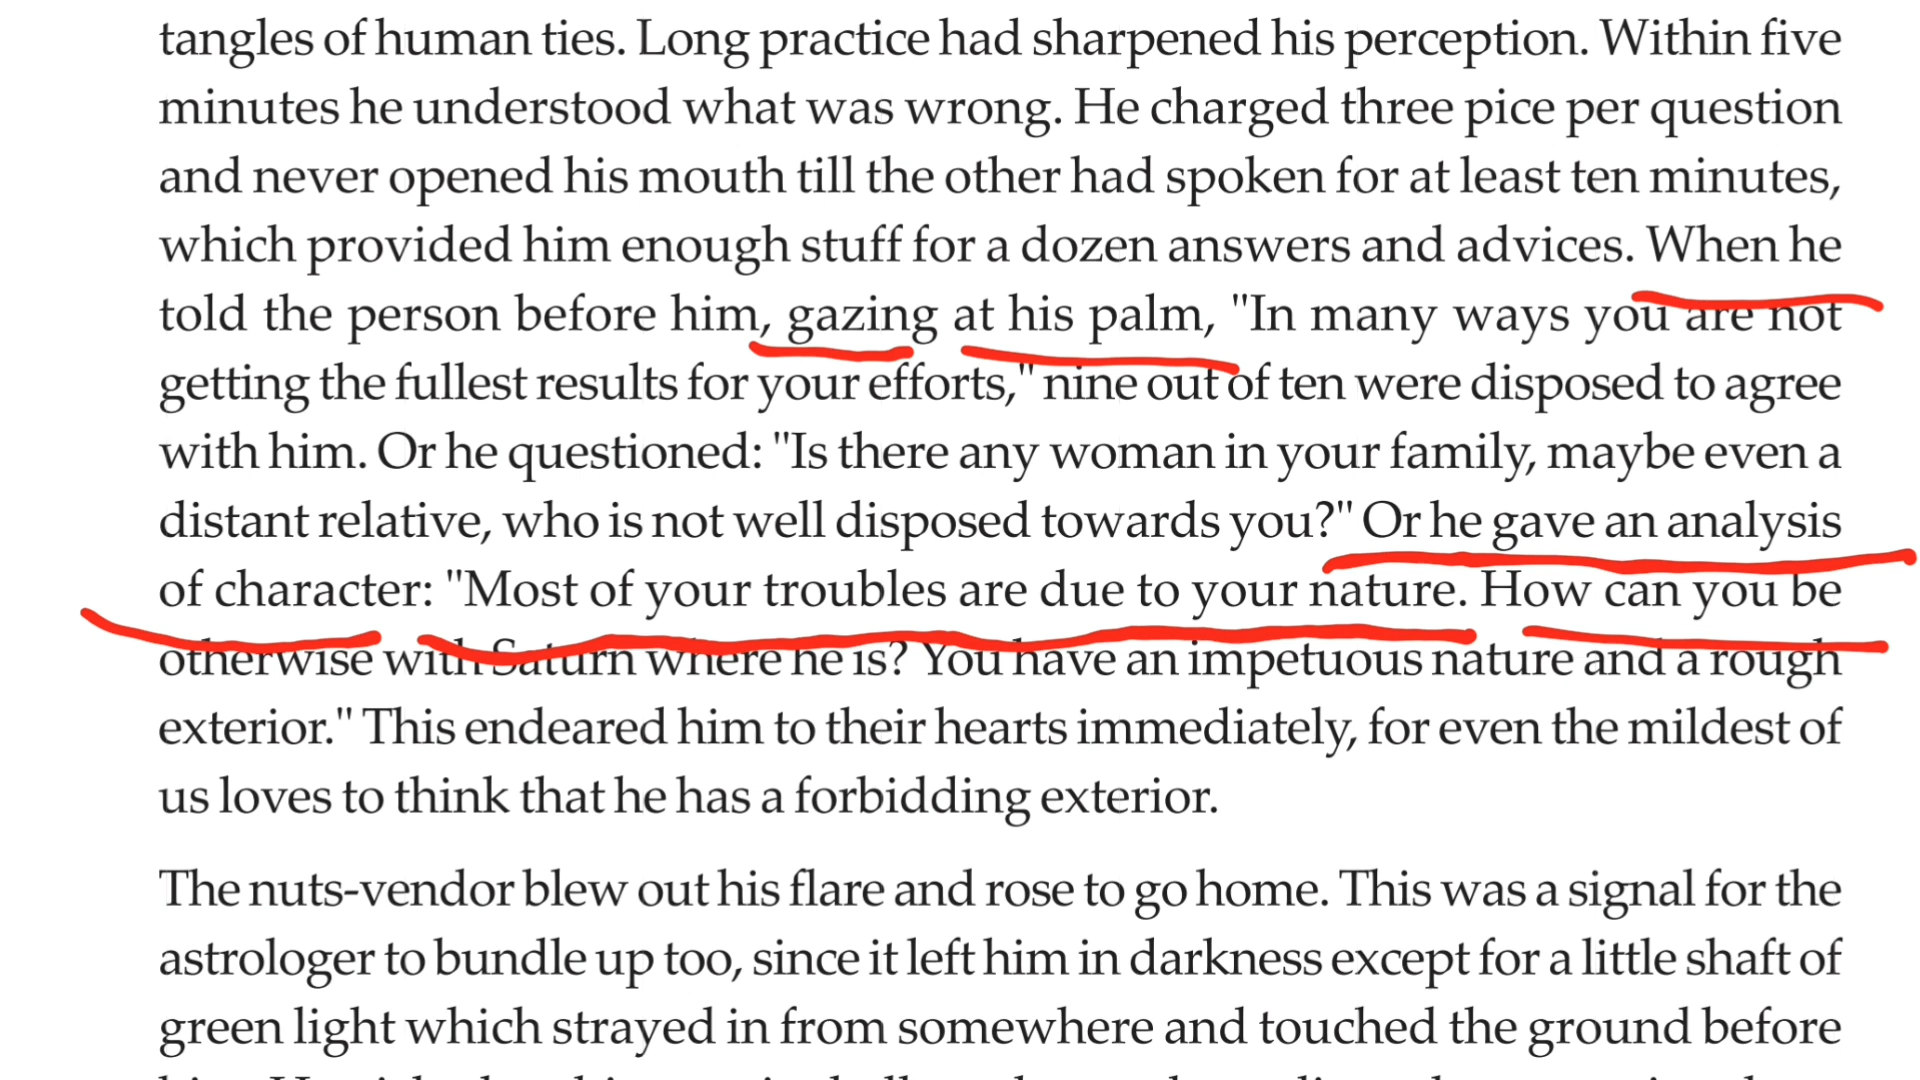 tangles of human ties. Long practice had sharpened his perception. Within five
minutes he understood what was wrong. He charged three pice per question
and never opened his mouth till the other had spoken for at least ten minutes,
which provided him enough stuff for a dozen answers and advices. When he
told the person before him, gazing at his palm, "In many ways you are not
getting the fullest results for your efforts," nine out of ten were disposed to agree
with him. Or he questioned: "Is there any woman in your family, maybe even a
distant relative, who is not well disposed towards you?" Or he gave an analysis
of character: "Most of your troubles are due to your nature. How can you be
otherwise with Saturn where he is? You have an impetuous nature and a rough
exterior." This endeared him to their hearts immediately, for even the mildest of
us loves to think that he has a forbidding exterior.
The nuts-vendor blew out his flare and rose to go home. This was a signal for the
astrologer to bundle up too, since it left him in darkness except for a little shaft of
green light which strayed in from somewhere and touched the ground before